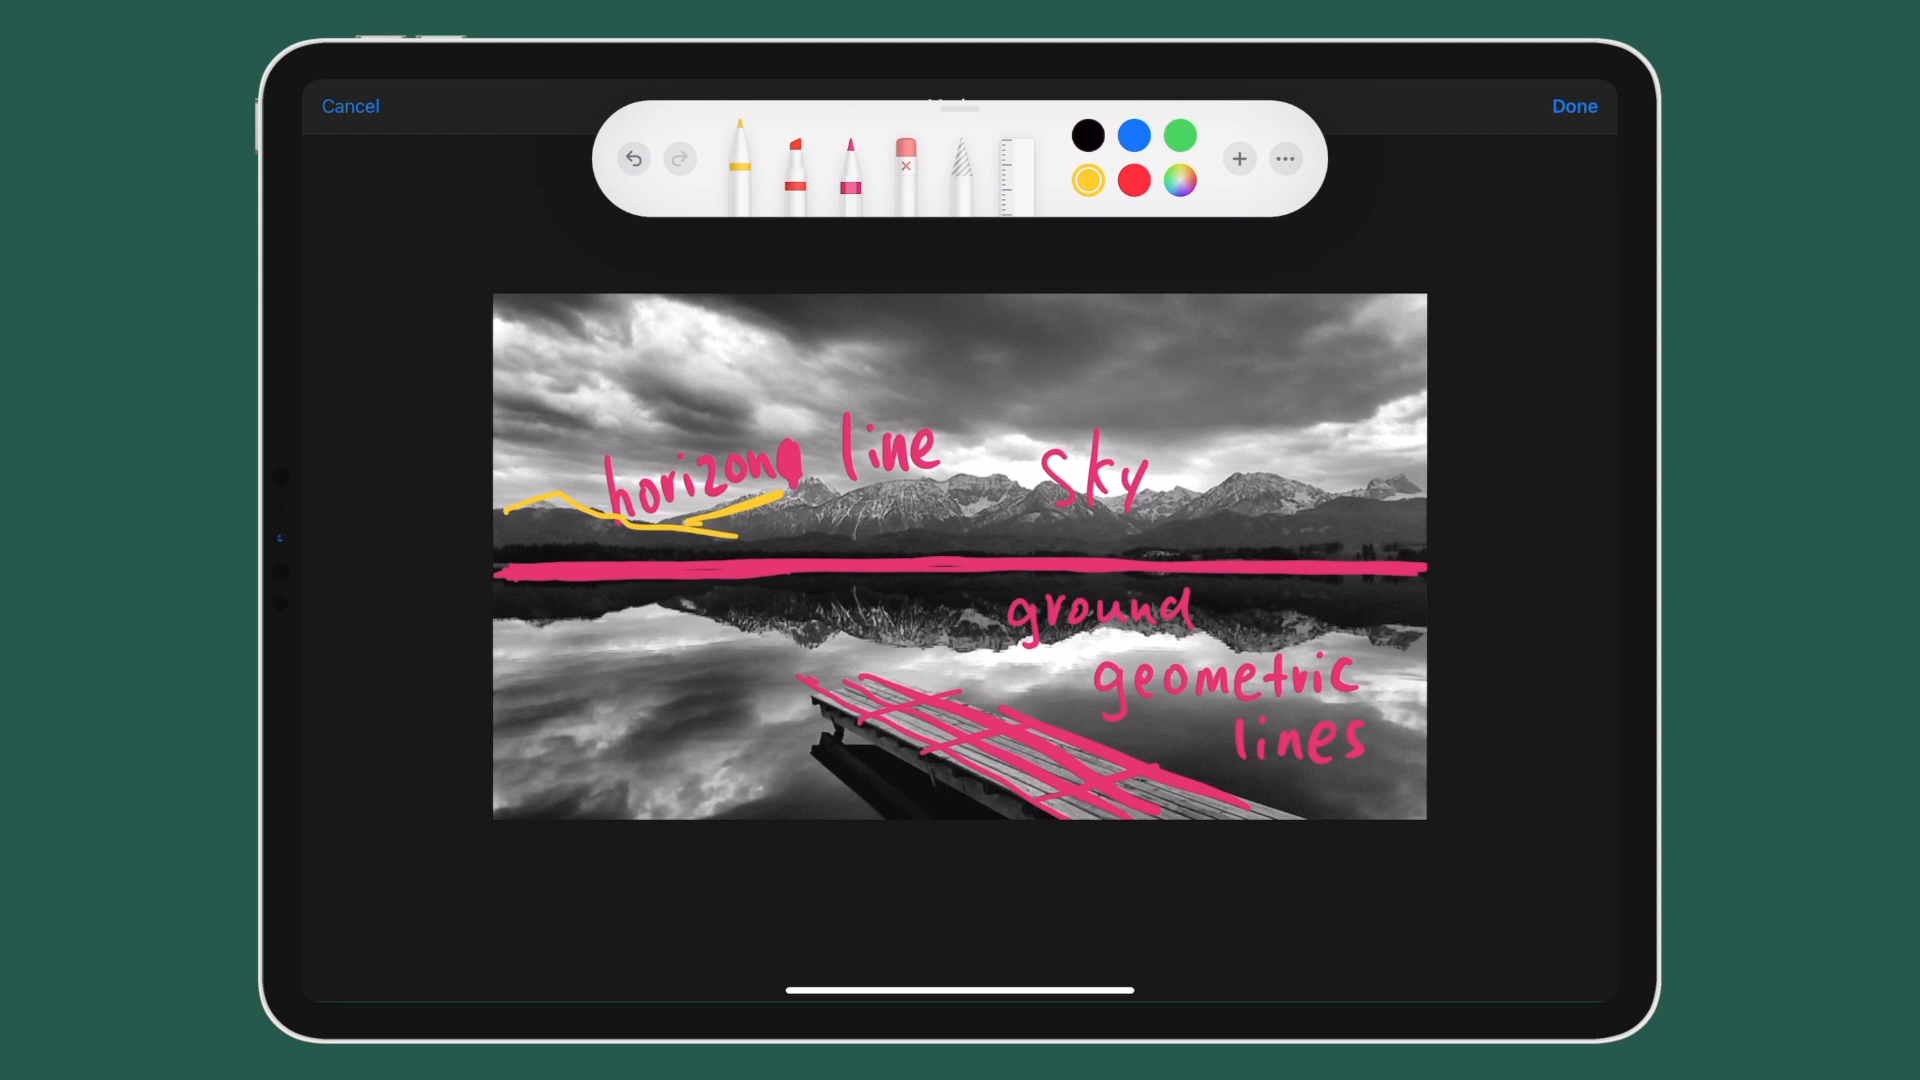 Cancel
Done
horizon line
sky
ground
geometric
lines